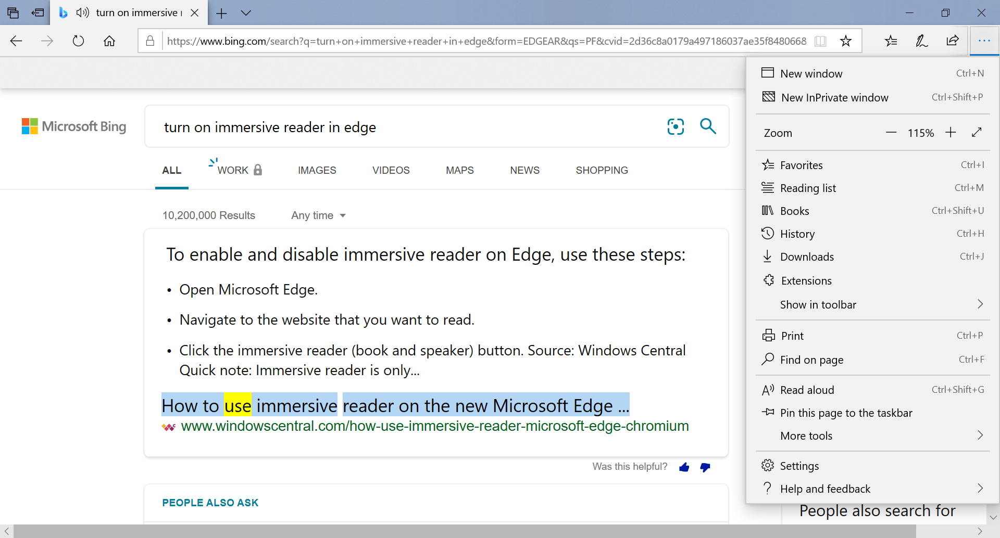 turn on immersive r
https://www.bing.com/search?q=turn+on+immersive+reader+in+edge&form=EDGEAR&qs=PF&cvid=2d36c8a0179a497186037ae35f8480668
Microsoft Bing
turn on immersive reader in edge
ALL WORK IMAGES VIDEOS MAPS NEWS SHOPPING
10,200,000 Results Any time
To enable and disable immersive reader on Edge, use these steps:
• Open Microsoft Edge.
• Navigate to the website that you want to read.
• Click the immersive reader (book and speaker) button. Source: Windows Central
Quick note: Immersive reader is only...
How to use immersive reader on the new Microsoft Edge ...
www.windowscentral.com/how-use-immersive-reader-microsoft-edge-chromium
Was this helpful?
PEOPLE ALSO ASK
New window Ctrl+N
New InPrivate window Ctrl+Shift+P
Zoom — 115% +
Favorites Ctrl+I
Reading list Ctrl+M
Books Ctrl+Shift+U
History Ctrl+H
Downloads Ctrl+J
Extensions
Show in toolbar
Print Ctrl+P
Find on page Ctrl+F
Read aloud Ctrl+Shift+G
Pin this page to the taskbar
More tools
Settings
Help and feedback
People also search for